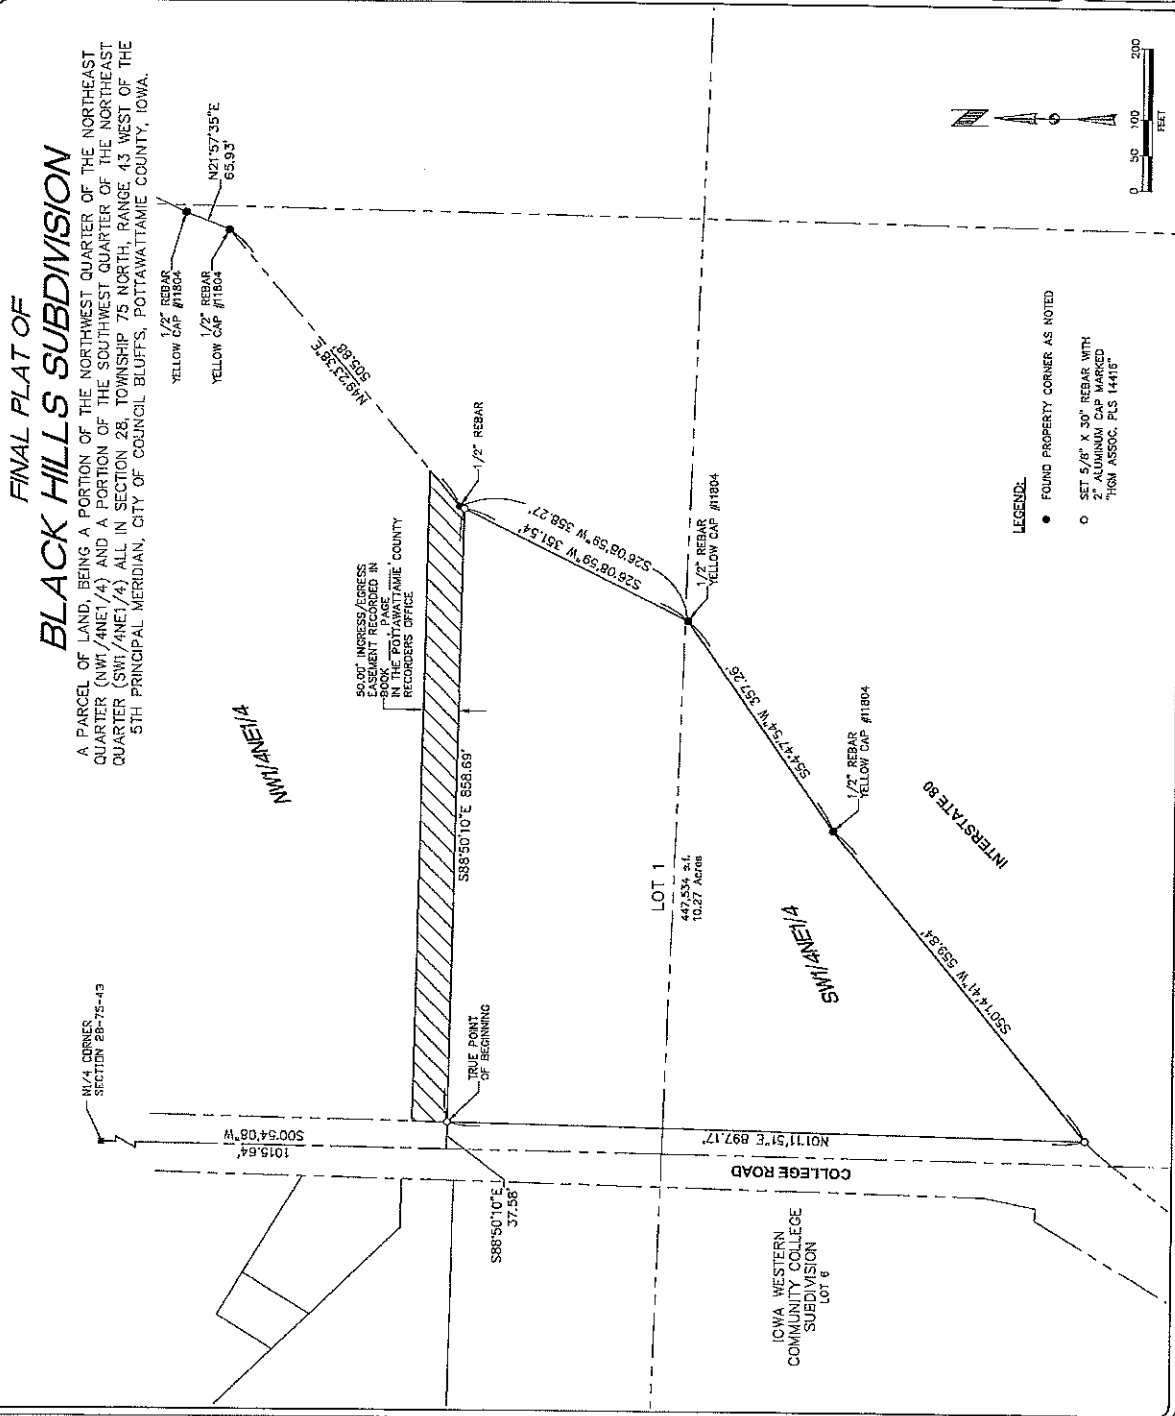 FINAL PLAT OF
BLACK HILLS SUBDIVISION
A PARCEL OF LAND, BEING A PORTION OF THE NORTHWEST QUARTER OF THE NORTHEAST
QUARTER (NW1/4NE1/4) AND A PORTION OF THE SOUTHWEST QUARTER OF THE NORTHEAST
QUARTER (SW1/4NE1/4) ALL IN SECTION 28, TOWNSHIP 75 NORTH, RANGE 43 WEST OF THE
5TH PRINCIPAL MERIDIAN, CITY OF COUNCIL BLUFFS, POTTAWATTAMIE COUNTY, IOWA.
N1/4 CORNER
SECTION 28-75-43
1015.64'
S00°54'08"W
S88°50'10"E
37.58'
TRUE POINT
OF BEGINNING
NW1/4NE1/4
50.00' INGRESS/EGRESS
EASEMENT RECORDED IN
BOOK ____, PAGE ____
IN THE POTTAWATTAMIE COUNTY
RECORDERS OFFICE
S88°50'10"E 858.69'
1/2" REBAR
YELLOW CAP #11804
1/2" REBAR
YELLOW CAP #11804
N21°57'35"E
65.93'
N49°23'38"E
505.88'
1/2" REBAR
S26°08'59"W 358.27'
S26°08'59"W 351.54'
1/2" REBAR
YELLOW CAP #11804
LOT 1
447,534 s.f.
10.27 Acres
S54°47'54"W 357.26'
1/2" REBAR
YELLOW CAP #11804
SW1/4NE1/4
INTERSTATE 80
S50°14'41"W 559.84'
N01°11'51"E 897.17'
COLLEGE ROAD
IOWA WESTERN
COMMUNITY COLLEGE
SUBDIVISION
LOT 6
LEGEND:
● FOUND PROPERTY CORNER AS NOTED
○ SET 5/8" X 30" REBAR WITH
2" ALUMINUM CAP MARKED
"HGM ASSOC. PLS 14416"
N
0 50 100 200
FEET